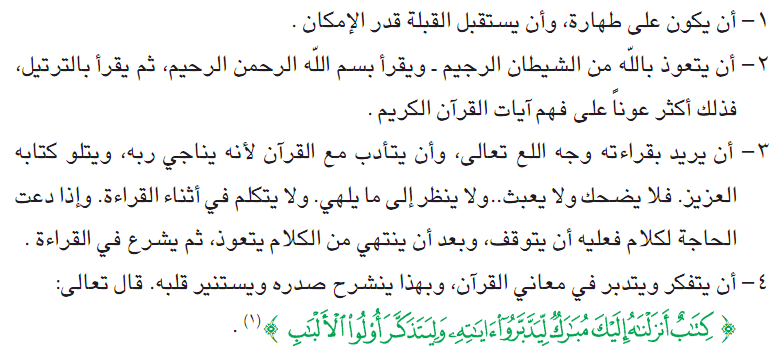 ١- أن يكون على طهارة، وأن يستقبل القبلة قدر الإمكان .
٢- أن يتعوذ باللّه من الشيطان الرجيم ـ ويقرأ بسم اللّه الرحمن الرحيم، ثم يقرأ بالترتيل،
فذلك أكثر عوناً على فهم آيات القرآن الكريم .
٣- أن يريد بقراءته وجه اللع تعالى، وأن يتأدب مع القرآن لأنه يناجي ربه، ويتلو كتابه
العزيز. فلا يضحك ولا يعبث..ولا ينظر إلى ما يلهي. ولا يتكلم في أثناء القراءة. وإذا دعت
الحاجة لكلام فعليه أن يتوقف، وبعد أن ينتهي من الكلام يتعوذ، ثم يشرع في القراءة .
٤- أن يتفكر ويتدبر في معاني القرآن، وبهذا ينشرح صدره ويستنير قلبه. قال تعالى:
﴿ كِتَٰبٌ أَنزَلۡنَٰهُ إِلَيۡكَ مُبَٰرَكٞ لِّيَدَّبَّرُوٓاْ ءَايَٰتِهِۦ وَلِيَتَذَكَّرَ أُوْلُواْ ٱلۡأَلۡبَٰبِ ﴾(١) .